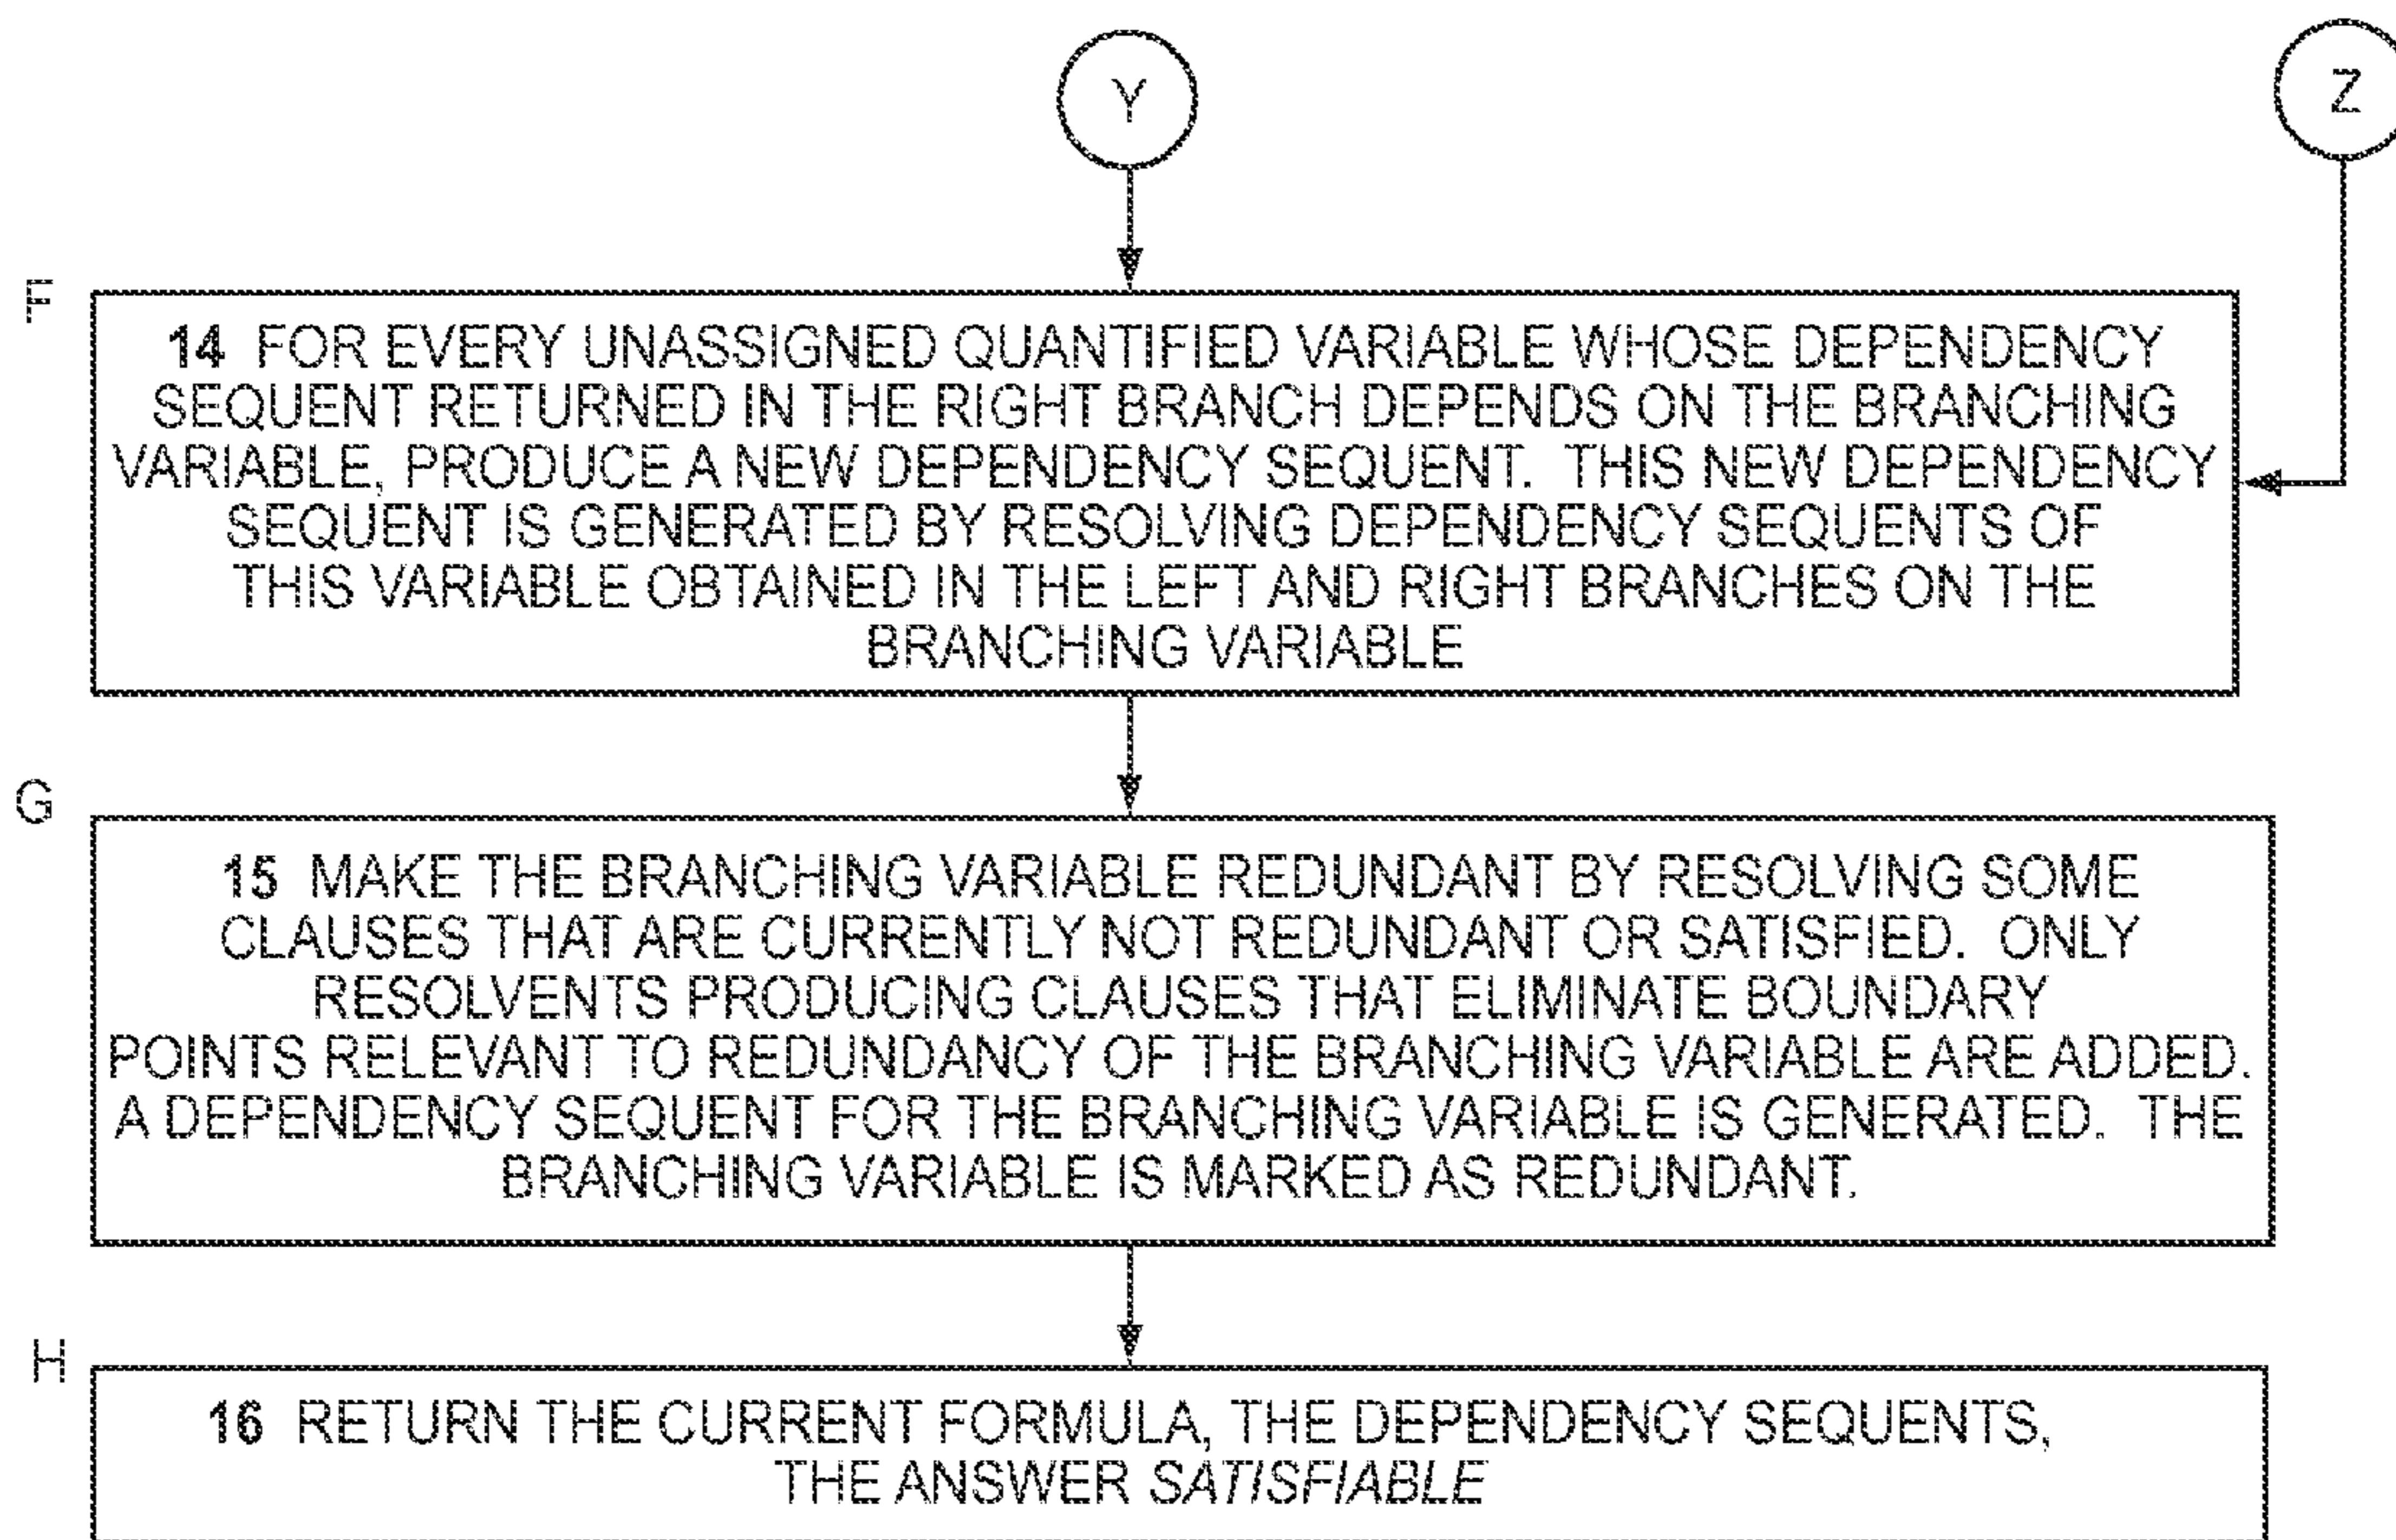 Y
Z
F
14 FOR EVERY UNASSIGNED QUANTIFIED VARIABLE WHOSE DEPENDENCY
SEQUENT RETURNED IN THE RIGHT BRANCH DEPENDS ON THE BRANCHING
VARIABLE, PRODUCE A NEW DEPENDENCY SEQUENT. THIS NEW DEPENDENCY
SEQUENT IS GENERATED BY RESOLVING DEPENDENCY SEQUENTS OF
THIS VARIABLE OBTAINED IN THE LEFT AND RIGHT BRANCHES ON THE
BRANCHING VARIABLE
G
15 MAKE THE BRANCHING VARIABLE REDUNDANT BY RESOLVING SOME
CLAUSES THAT ARE CURRENTLY NOT REDUNDANT OR SATISFIED. ONLY
RESOLVENTS PRODUCING CLAUSES THAT ELIMINATE BOUNDARY
POINTS RELEVANT TO REDUNDANCY OF THE BRANCHING VARIABLE ARE ADDED.
A DEPENDENCY SEQUENT FOR THE BRANCHING VARIABLE IS GENERATED. THE
BRANCHING VARIABLE IS MARKED AS REDUNDANT.
H
16 RETURN THE CURRENT FORMULA, THE DEPENDENCY SEQUENTS,
THE ANSWER SATISFIABLE